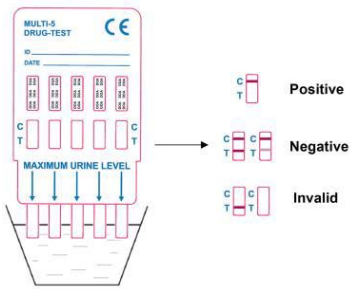 MULTI-5
DRUG-TEST
CE
ID
DATE
C C
T T
MAXIMUM URINE LEVEL
C
T
Positive
C C
T T
Negative
C C
T T
Invalid